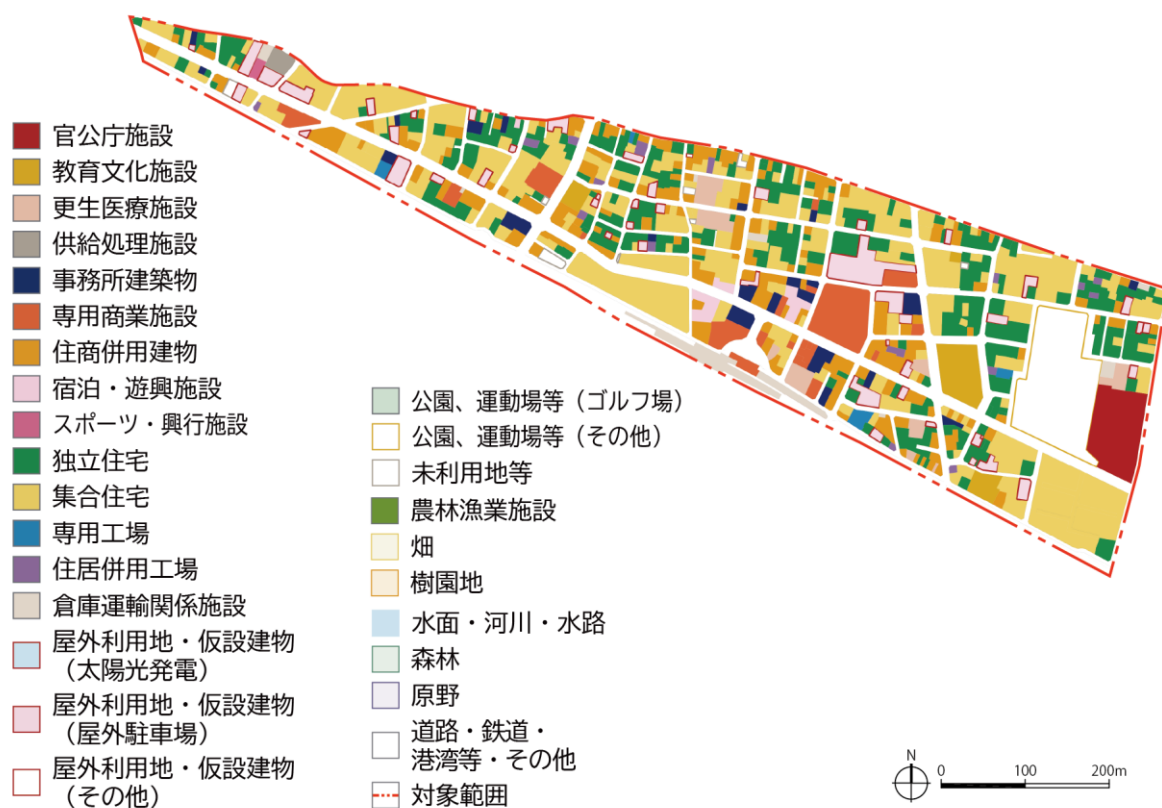 官公庁施設
教育文化施設
更生医療施設
供給処理施設
事務所建築物
専用商業施設
住商併用建物
宿泊・遊興施設
スポーツ・興行施設
独立住宅
集合住宅
専用工場
住居併用工場
倉庫運輸関係施設
屋外利用地・仮設建物
（太陽光発電）
屋外利用地・仮設建物
（屋外駐車場）
屋外利用地・仮設建物
（その他）
公園、運動場等（ゴルフ場）
公園、運動場等（その他）
未利用地等
農林漁業施設
畑
樹園地
水面・河川・水路
森林
原野
道路・鉄道・
港湾等・その他
対象範囲
N
0 100 200m